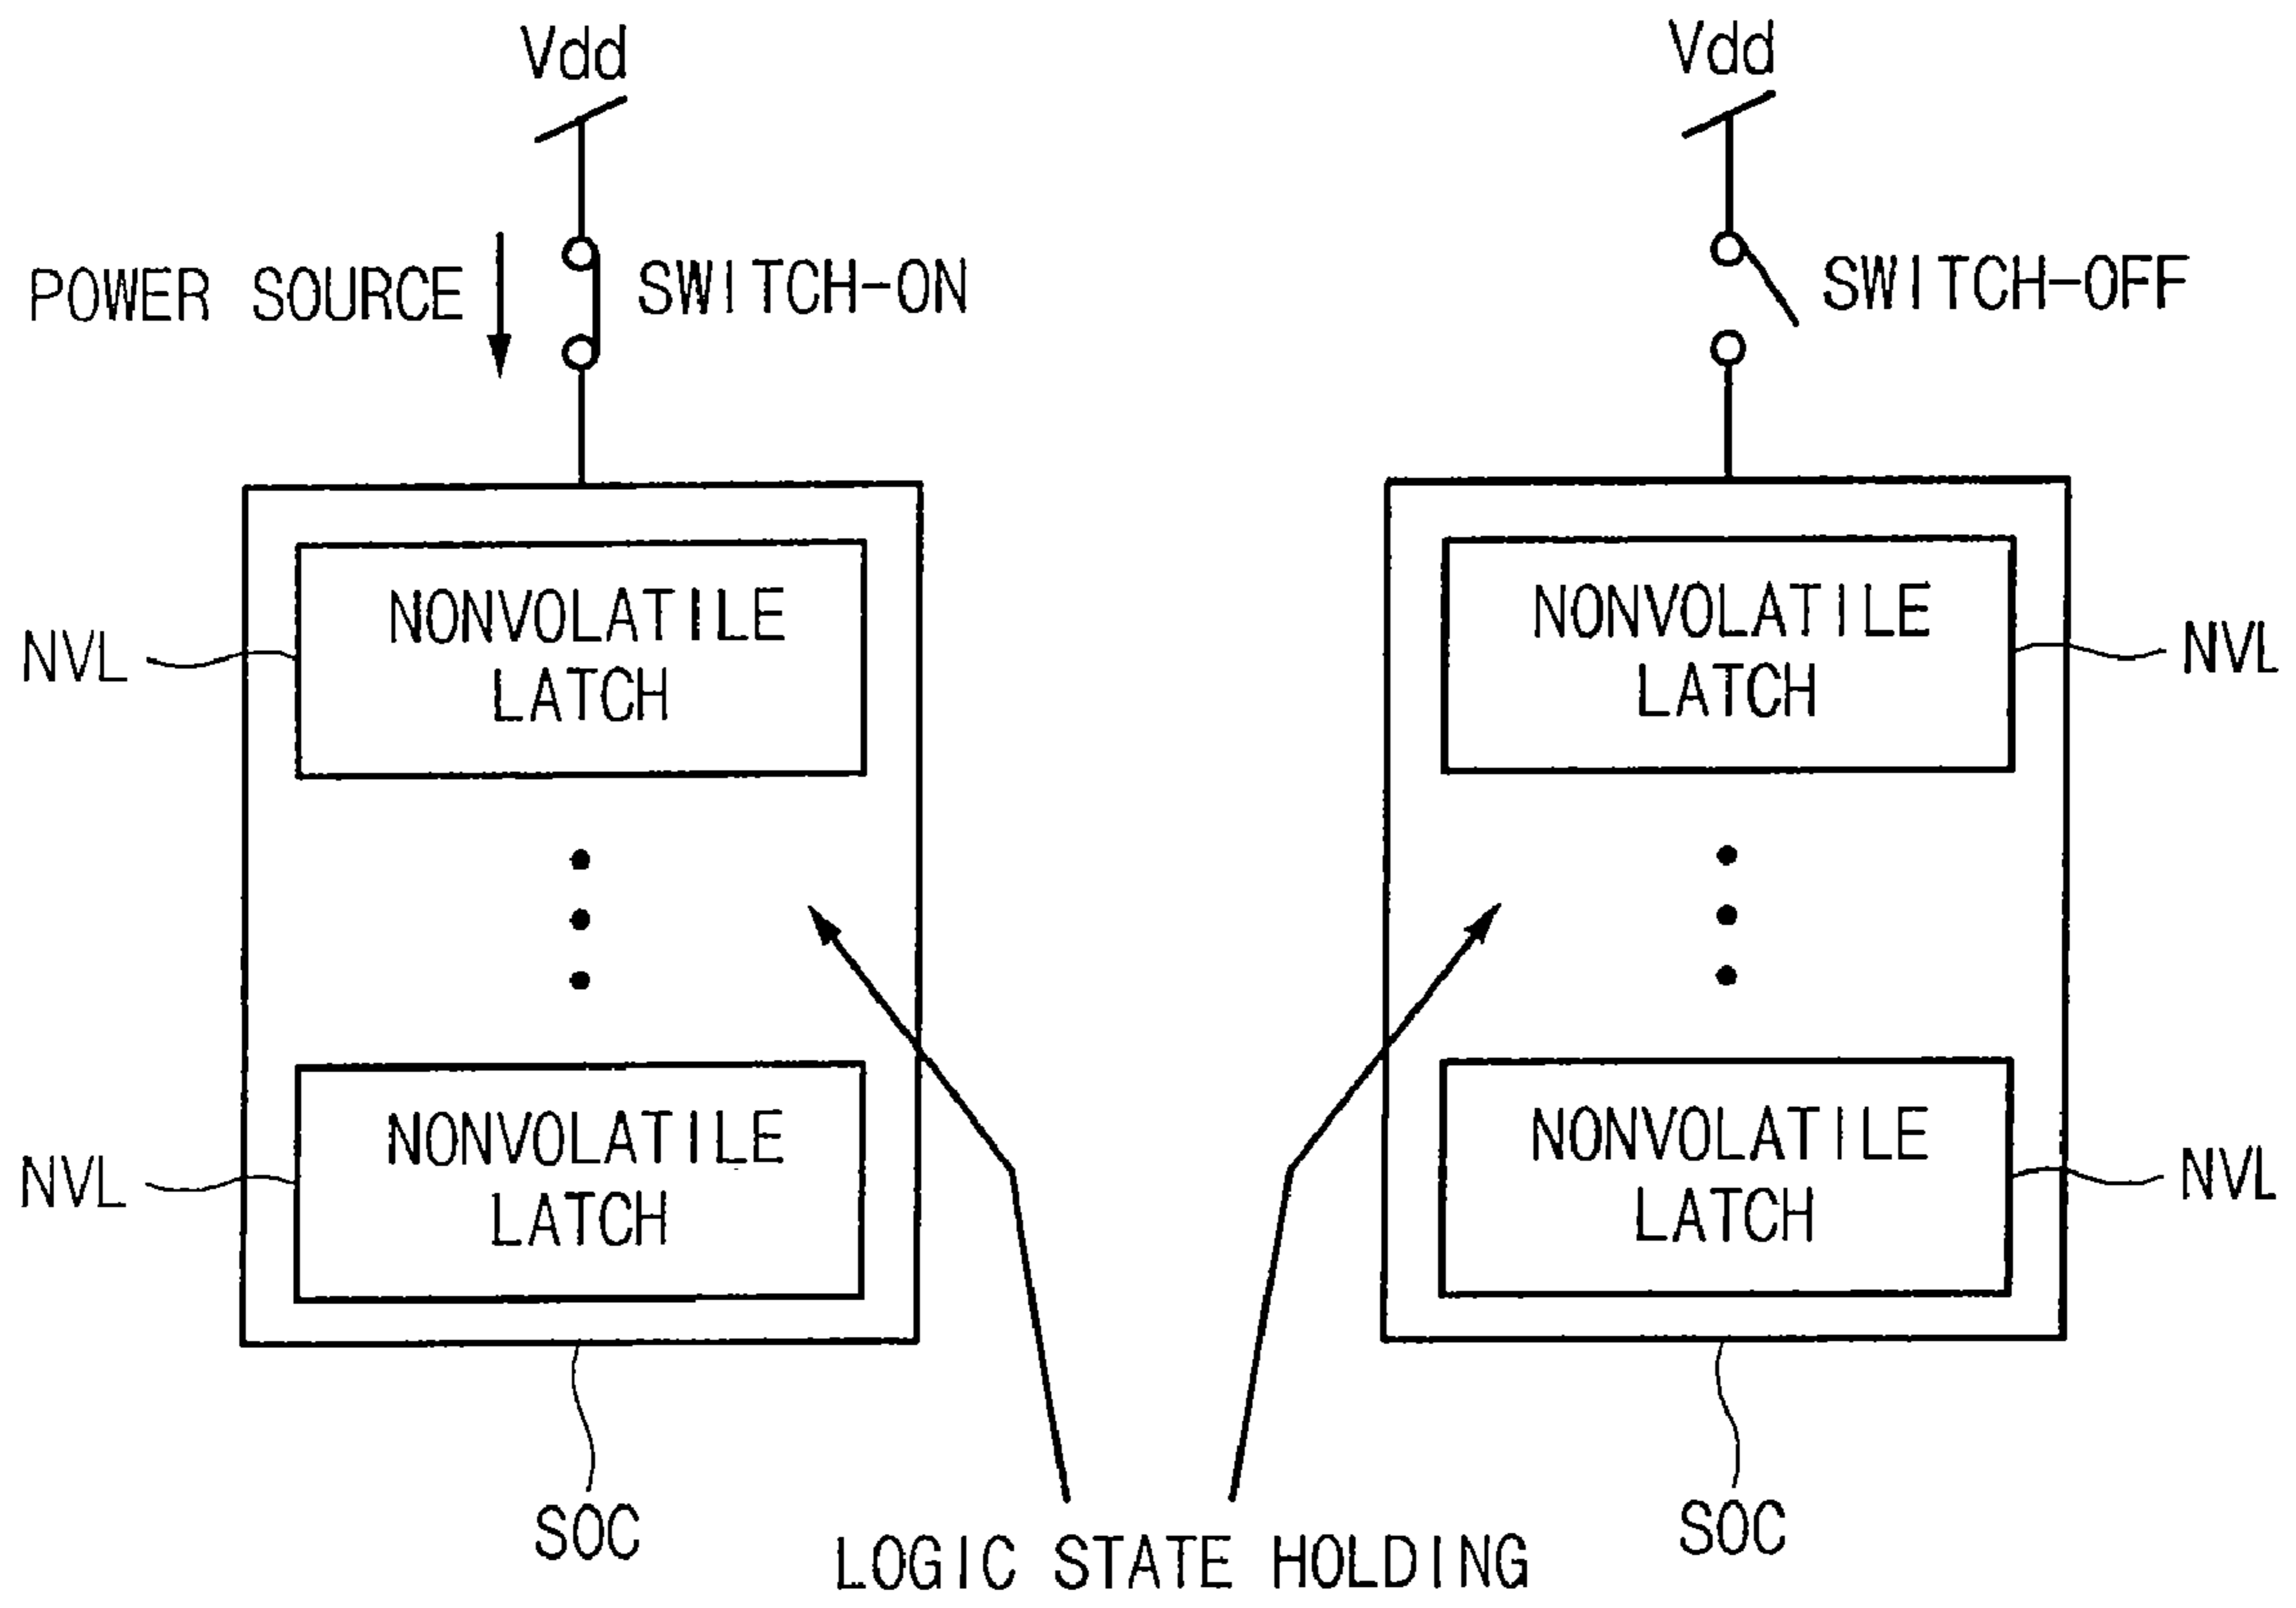 Vdd
POWER SOURCE
SWITCH-ON
NONVOLATILE
LATCH
NVL
NONVOLATILE
LATCH
NVL
SOC
Vdd
SWITCH-OFF
NONVOLATILE
LATCH
NVL
NONVOLATILE
LATCH
NVL
SOC
LOGIC STATE HOLDING